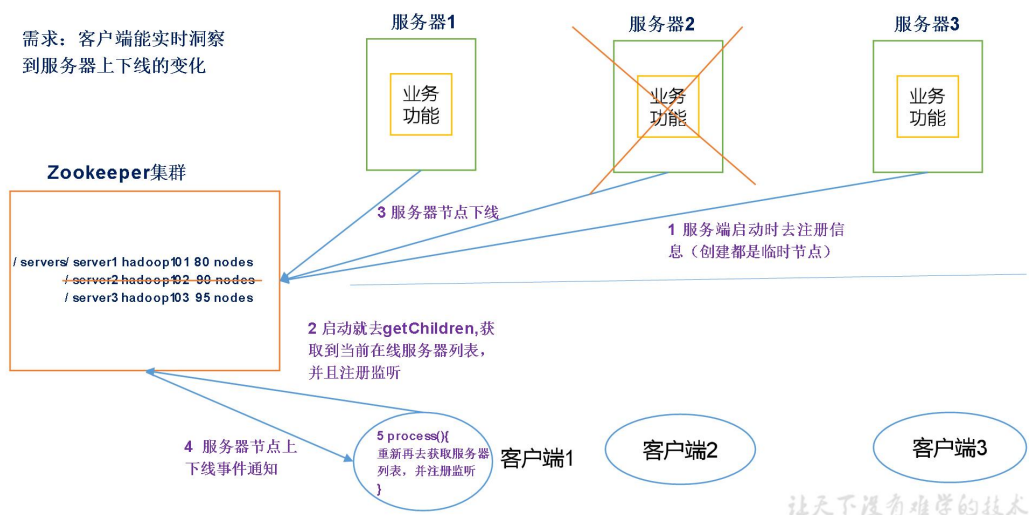 需求：客户端能实时洞察
到服务器上下线的变化
服务器1
服务器2
服务器3
业务
功能
业务
功能
业务
功能
Zookeeper集群
3 服务器节点下线
1 服务端启动时去注册信
息（创建都是临时节点）
/ servers/ server1 hadoop101 80 nodes
/ server2 hadoop102 90 nodes
/ server3 hadoop103 95 nodes
2 启动就去getChildren,获
取到当前在线服务器列表，
并且注册监听
4 服务器节点上
下线事件通知
5 process(){
重新再去获取服务器
列表，并注册监听
}
客户端1
客户端2
客户端3
让天下没有难学的技术